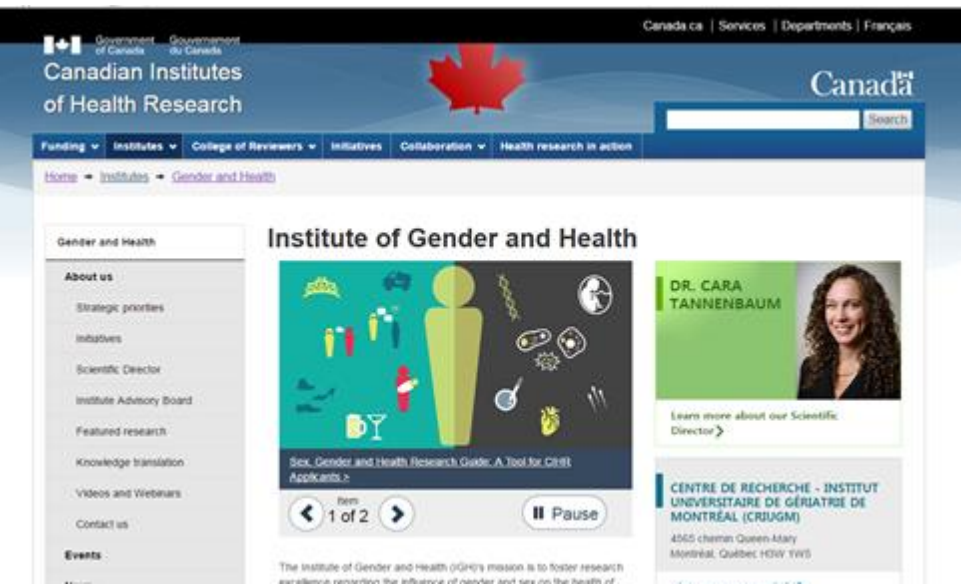 Canada.ca | Services | Departments | Français
Government of Canada
Gouvernement du Canada
Canadian Institutes
of Health Research
Canada
Search
Funding
Institutes
College of Reviewers
Initiatives
Collaboration
Health research in action
Home → Institutes → Gender and Health
Gender and Health
About us
Strategic priorities
Initiatives
Scientific Director
Institute Advisory Board
Featured research
Knowledge translation
Videos and Webinars
Contact us
Events
Institute of Gender and Health
Sex, Gender and Health Research Guide: A Tool for CIHR
Applicants >
Item
1 of 2
Pause
The Institute of Gender and Health (IGH)'s mission is to foster research
excellence regarding the influence of gender and sex on the health of
DR. CARA
TANNENBAUM
Learn more about our Scientific
Director
CENTRE DE RECHERCHE - INSTITUT
UNIVERSITAIRE DE GÉRIATRIE DE
MONTRÉAL (CRIUGM)
4565 chemin Queen-Mary
Montréal, Québec H3W 1W5